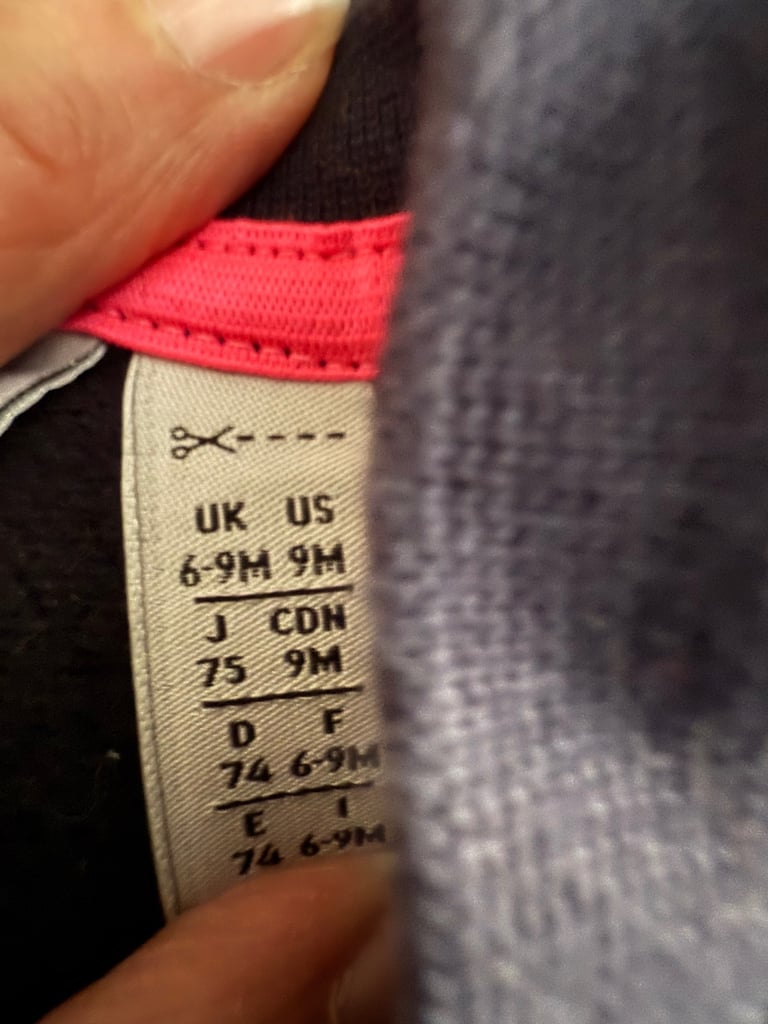 UK US
6-9M 9M
J CDN
75 9M
D F
74 6-9M
E I
74 6-9M